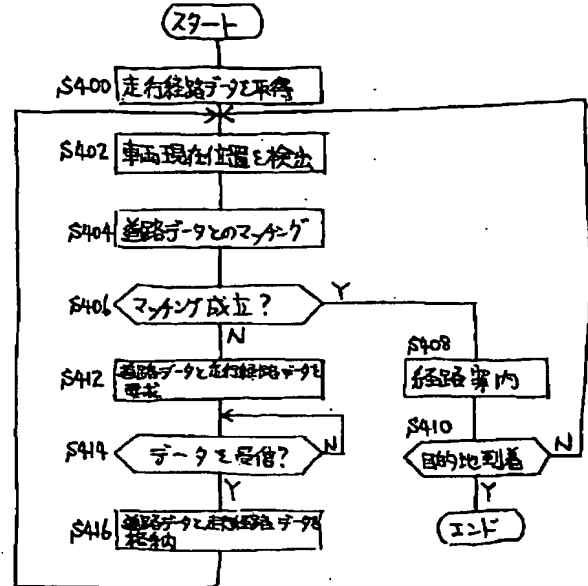 スタート
S400 走行経路データを取得
S402 車両現在位置を検出
S404 道路データとのマッチング
S406 マッチング成立?
Y
N
S408
経路案内
S412 道路データと走行経路データを
要求
S410
目的地到着
N
Y
S414 データを受信?
N
Y
エンド
S416 道路データと走行経路データを
格納